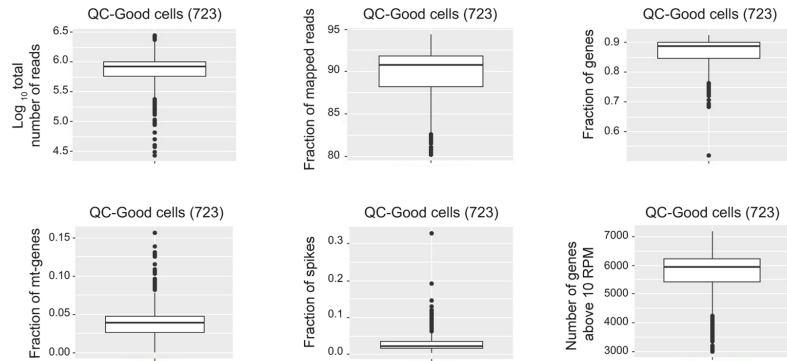 QC-Good cells (723)
Log 10 total
number of reads
6.5
6.0
5.5
5.0
4.5
QC-Good cells (723)
Fraction of mapped reads
95
90
85
80
QC-Good cells (723)
Fraction of genes
0.9
0.8
0.7
0.6
QC-Good cells (723)
Fraction of mt-genes
0.15
0.10
0.05
0.00
QC-Good cells (723)
Fraction of spikes
0.3
0.2
0.1
0.0
QC-Good cells (723)
Number of genes
above 10 RPM
7000
6000
5000
4000
3000